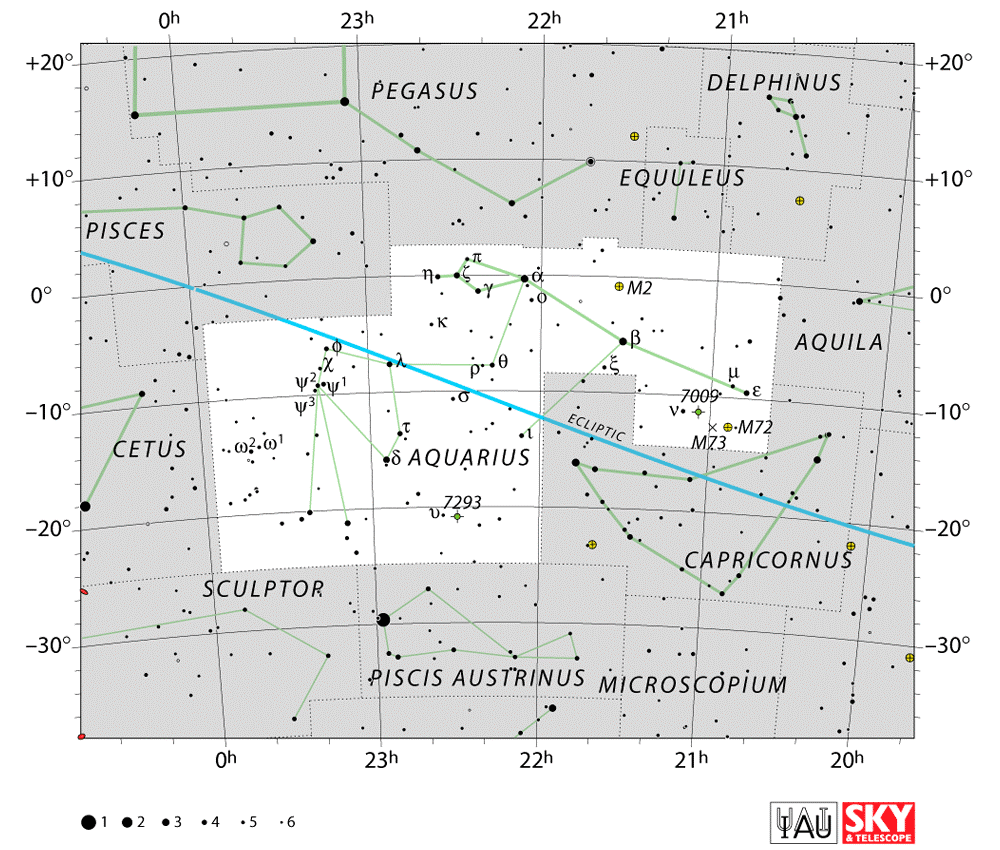 0h 23h 22h 21h
+20° +20°
PEGASUS DELPHINUS
+10° EQUULEUS +10°
PISCES
η ζ π α
γ ο M2
0° 0°
κ
β AQUILA
φ
χ λ ρ θ ξ μ
ψ² ψ¹ ε
ψ³ σ 7009
ν
−10° ECLIPTIC −10°
τ ι M72
ω² ω¹ M73
CETUS δ AQUARIUS
7293
υ
−20° −20°
CAPRICORNUS
SCULPTOR
−30° −30°
PISCIS AUSTRINUS MICROSCOPIUM
0h 23h 22h 21h 20h
1 2 3 4 5 6
IAU SKY
& TELESCOPE